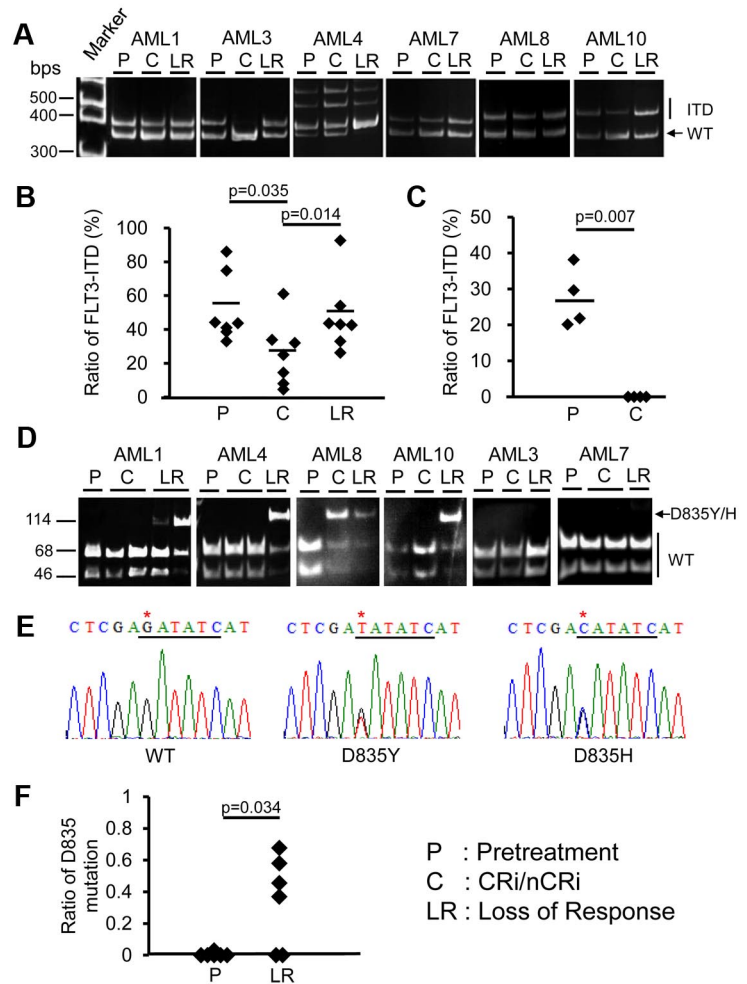 A
Marker
AML1 AML3 AML4 AML7 AML8 AML10
P C LR P C LR P C LR P C LR P C LR P C LR
bps
500
400
300
ITD
WT
B
p=0.035
p=0.014
Ratio of FLT3-ITD (%)
100
80
60
40
20
0
P C LR
C
p=0.007
Ratio of FLT3-ITD (%)
50
40
30
20
10
0
P C
D
AML1 AML4 AML8 AML10 AML3 AML7
P C LR P C LR P C LR P C LR P C LR P C LR
114
68
46
D835Y/H
WT
E
*
CTCGAGATATCAT
WT
*
CTCGATATATCAT
D835Y
*
CTCGACATATCAT
D835H
F
p=0.034
Ratio of D835 mutation
1
0.8
0.6
0.4
0.2
0
P LR
P : Pretreatment
C : CRi/nCRi
LR : Loss of Response